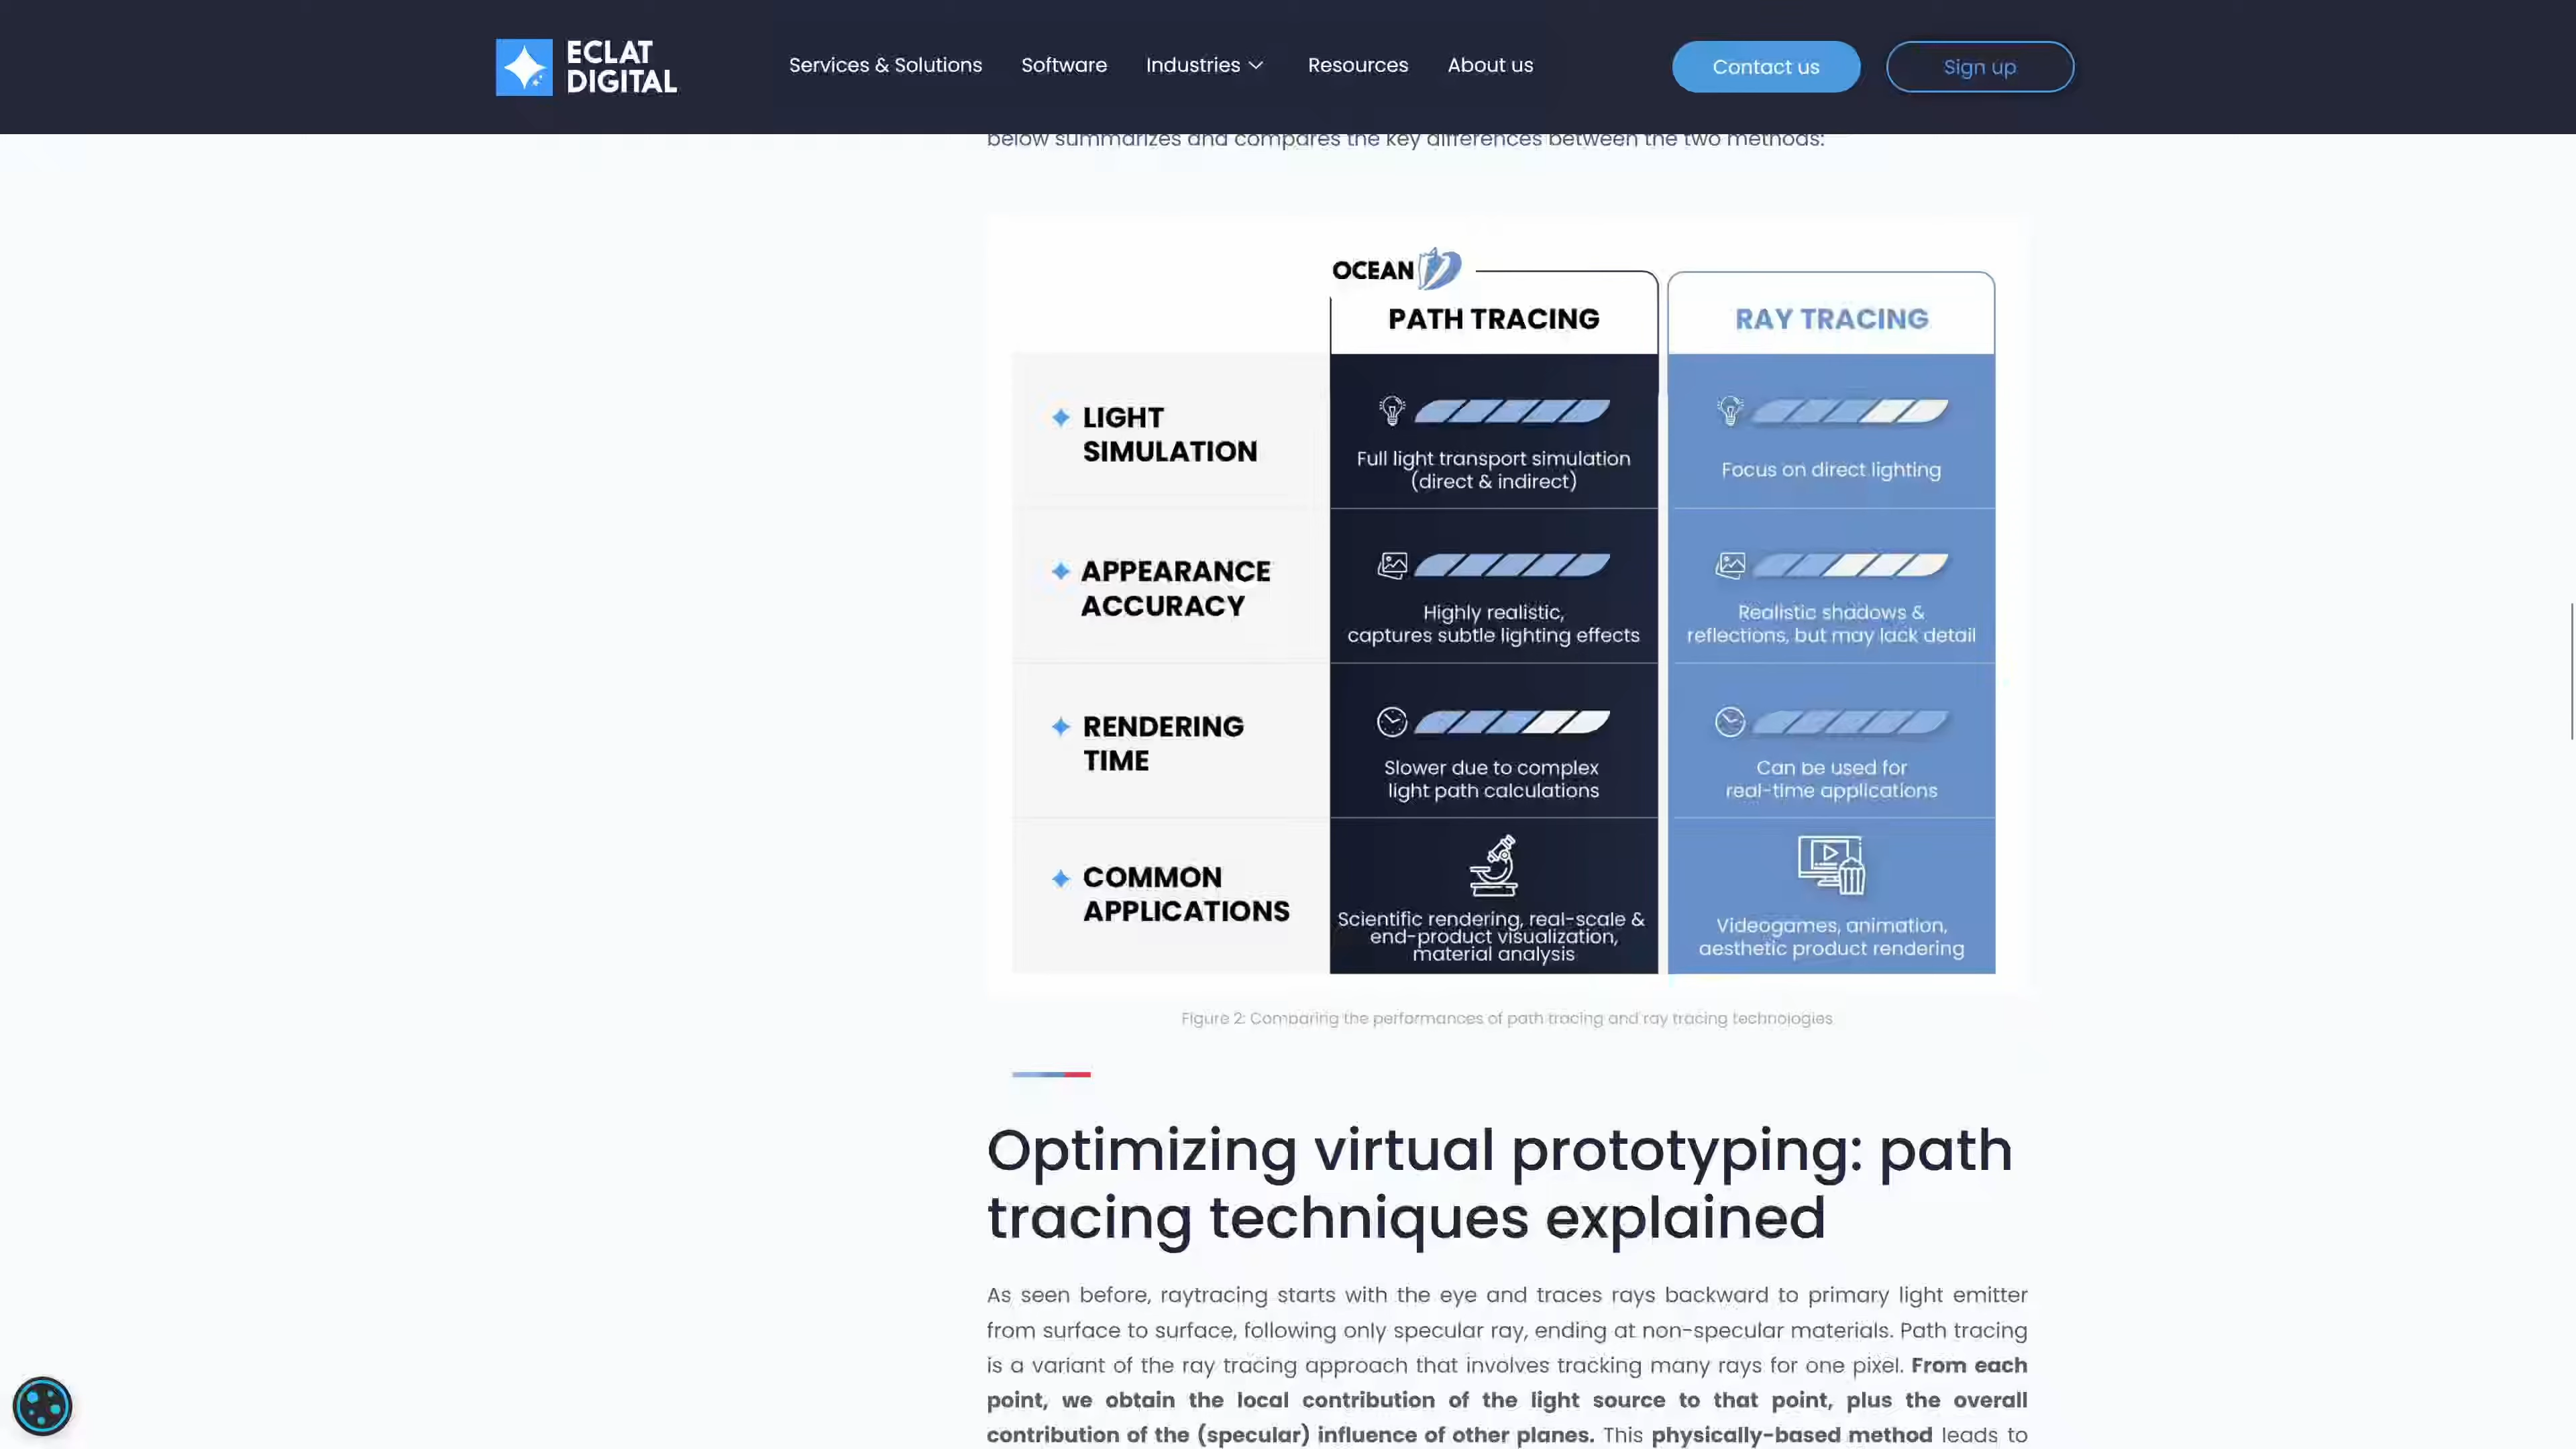 ECLAT
DIGITAL
Services & Solutions
Software
Industries
Resources
About us
Contact us
Sign up
below summarizes and compares the key differences between the two methods:
OCEAN
PATH TRACING
RAY TRACING
LIGHT
SIMULATION
Full light transport simulation
(direct & indirect)
Focus on direct lighting
APPEARANCE
ACCURACY
Highly realistic,
captures subtle lighting effects
Realistic shadows &
reflections, but may lack detail
RENDERING
TIME
Slower due to complex
light path calculations
Can be used for
real-time applications
COMMON
APPLICATIONS
Scientific rendering, real-scale &
end-product visualization,
material analysis
Videogames, animation,
aesthetic product rendering
Figure 2: Comparing the performances of path tracing and ray tracing technologies
Optimizing virtual prototyping: path
tracing techniques explained
As seen before, raytracing starts with the eye and traces rays backward to primary light emitter
from surface to surface, following only specular ray, ending at non-specular materials. Path tracing
is a variant of the ray tracing approach that involves tracking many rays for one pixel. From each
point, we obtain the local contribution of the light source to that point, plus the overall
contribution of the (specular) influence of other planes. This physically-based method leads to